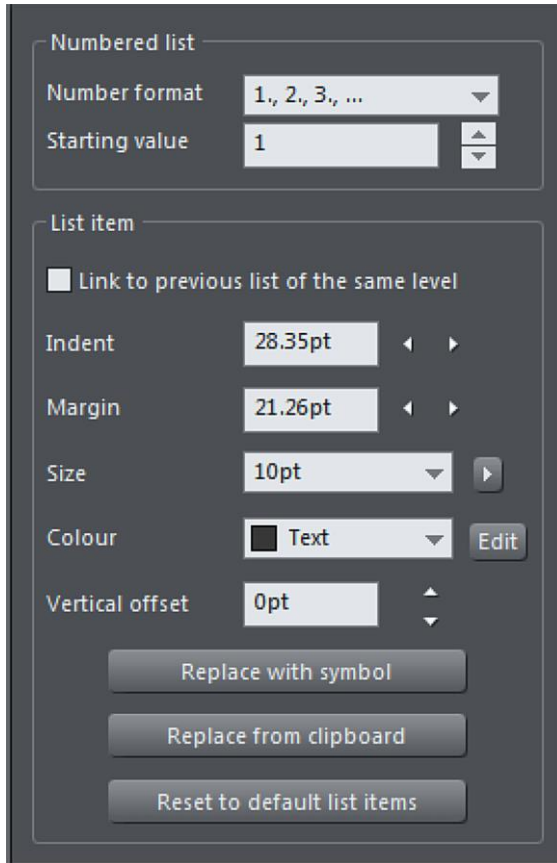 Numbered list
Number format 1., 2., 3., ...
Starting value 1
List item
Link to previous list of the same level
Indent 28.35pt
Margin 21.26pt
Size 10pt
Colour Text Edit
Vertical offset 0pt
Replace with symbol
Replace from clipboard
Reset to default list items